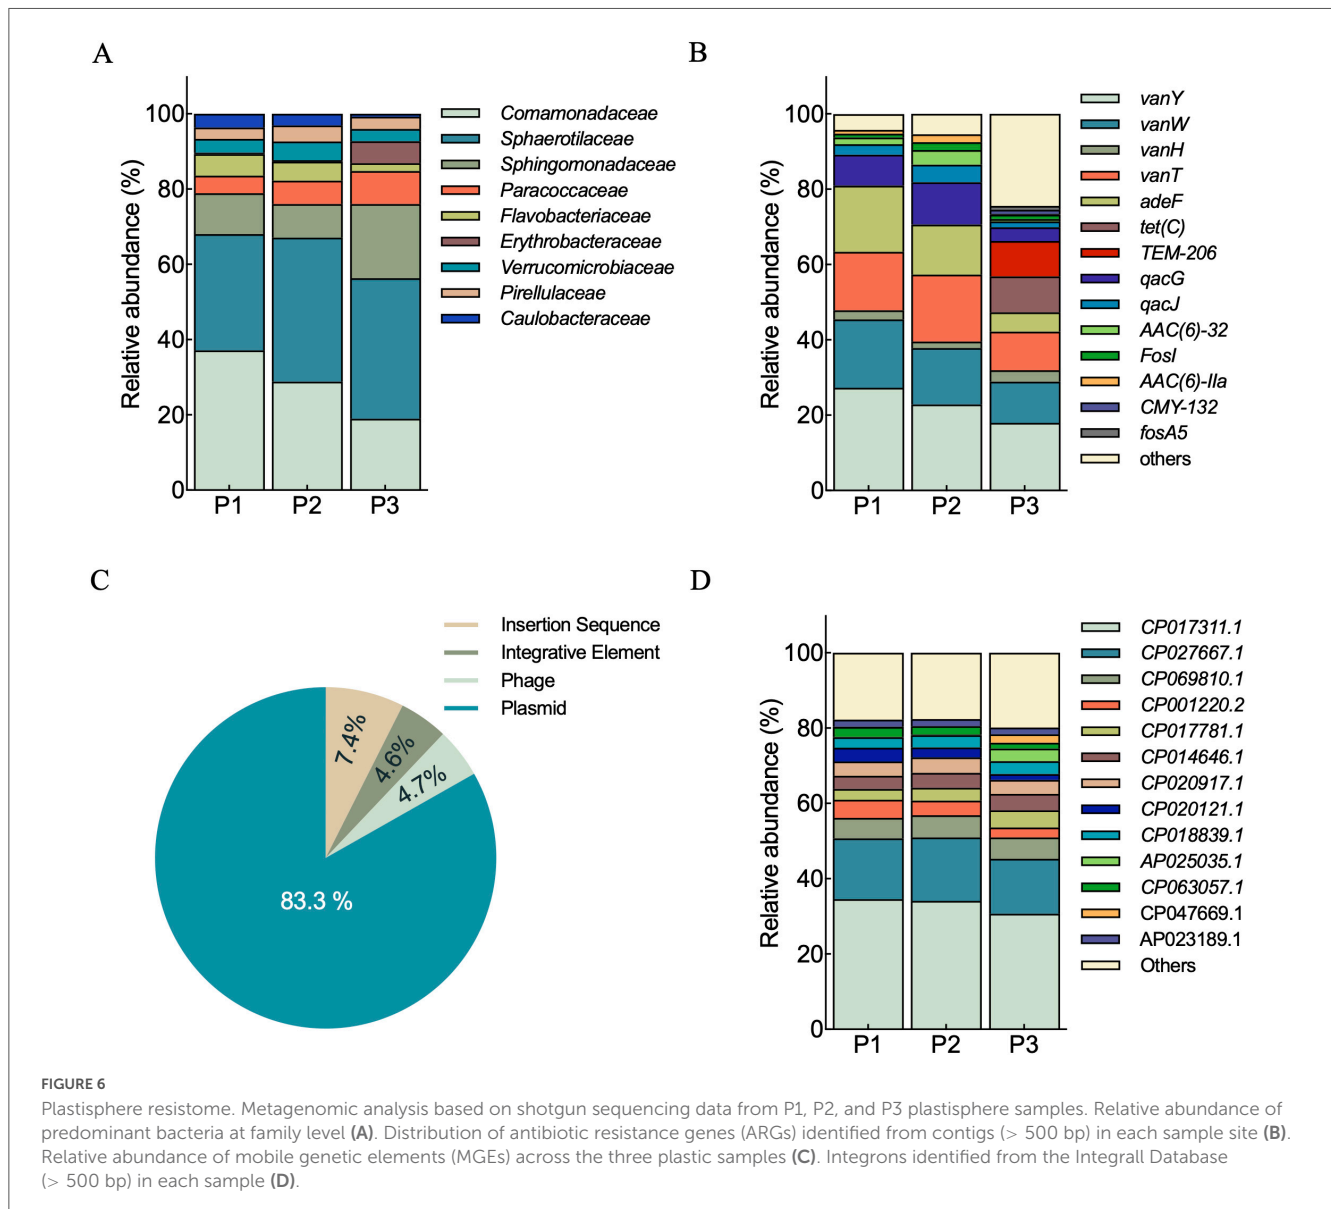 A
100
80
60
40
20
0
Relative abundance (%)
P1
P2
P3
Comamonadaceae
Sphaerotilaceae
Sphingomonadaceae
Paracoccaceae
Flavobacteriaceae
Erythrobacteraceae
Verrucomicrobiaceae
Pirellulaceae
Caulobacteraceae
B
100
80
60
40
20
0
Relative abundance (%)
P1
P2
P3
vanY
vanW
vanH
vanT
adeF
tet(C)
TEM-206
qacG
qacJ
AAC(6)-32
FosI
AAC(6)-IIa
CMY-132
fosA5
others
C
Insertion Sequence
Integrative Element
Phage
Plasmid
7.4%
4.6%
4.7%
83.3 %
D
100
80
60
40
20
0
Relative abundance (%)
P1
P2
P3
CP017311.1
CP027667.1
CP069810.1
CP001220.2
CP017781.1
CP014646.1
CP020917.1
CP020121.1
CP018839.1
AP025035.1
CP063057.1
CP047669.1
AP023189.1
Others
FIGURE 6
Plastisphere resistome. Metagenomic analysis based on shotgun sequencing data from P1, P2, and P3 plastisphere samples. Relative abundance of
predominant bacteria at family level (A). Distribution of antibiotic resistance genes (ARGs) identified from contigs (> 500 bp) in each sample site (B).
Relative abundance of mobile genetic elements (MGEs) across the three plastic samples (C). Integrons identified from the Integrall Database
(> 500 bp) in each sample (D).